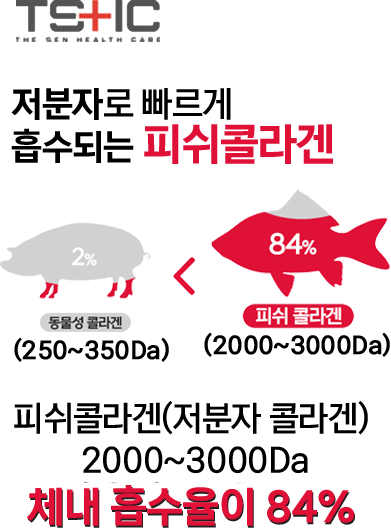 TS+IC
THE SEN HEALTH CARE
저분자로 빠르게
흡수되는 피쉬콜라겐
2%
84%
동물성 콜라겐
피쉬 콜라겐
(250~350Da)
(2000~3000Da)
피쉬콜라겐(저분자 콜라겐)
2000~3000Da
체내 흡수율이 84%